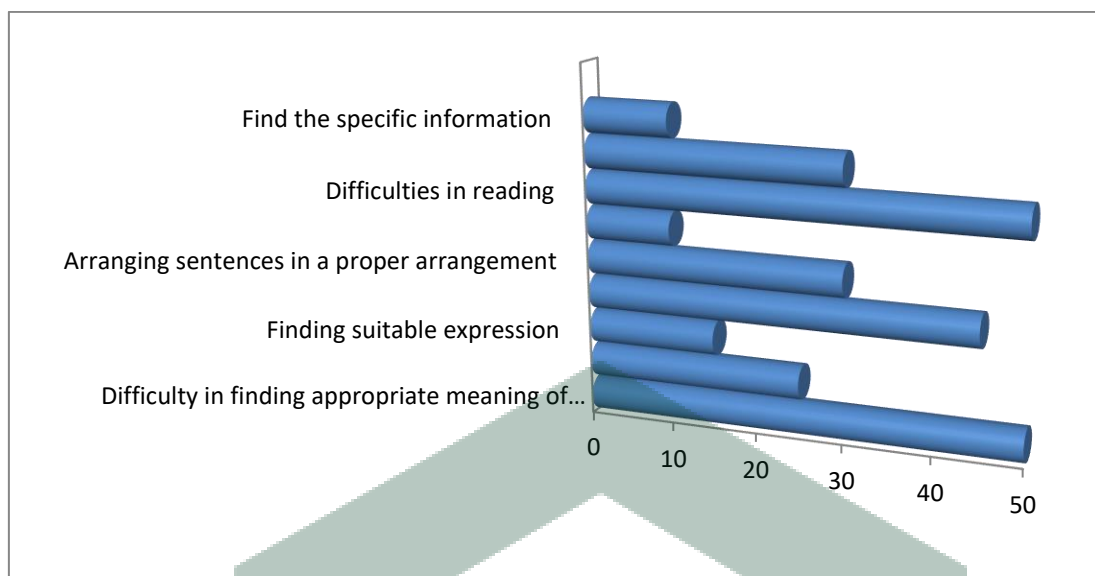 Find the specific information
Difficulties in reading
Arranging sentences in a proper arrangement
Finding suitable expression
Difficulty in finding appropriate meaning of…
0
10
20
30
40
50